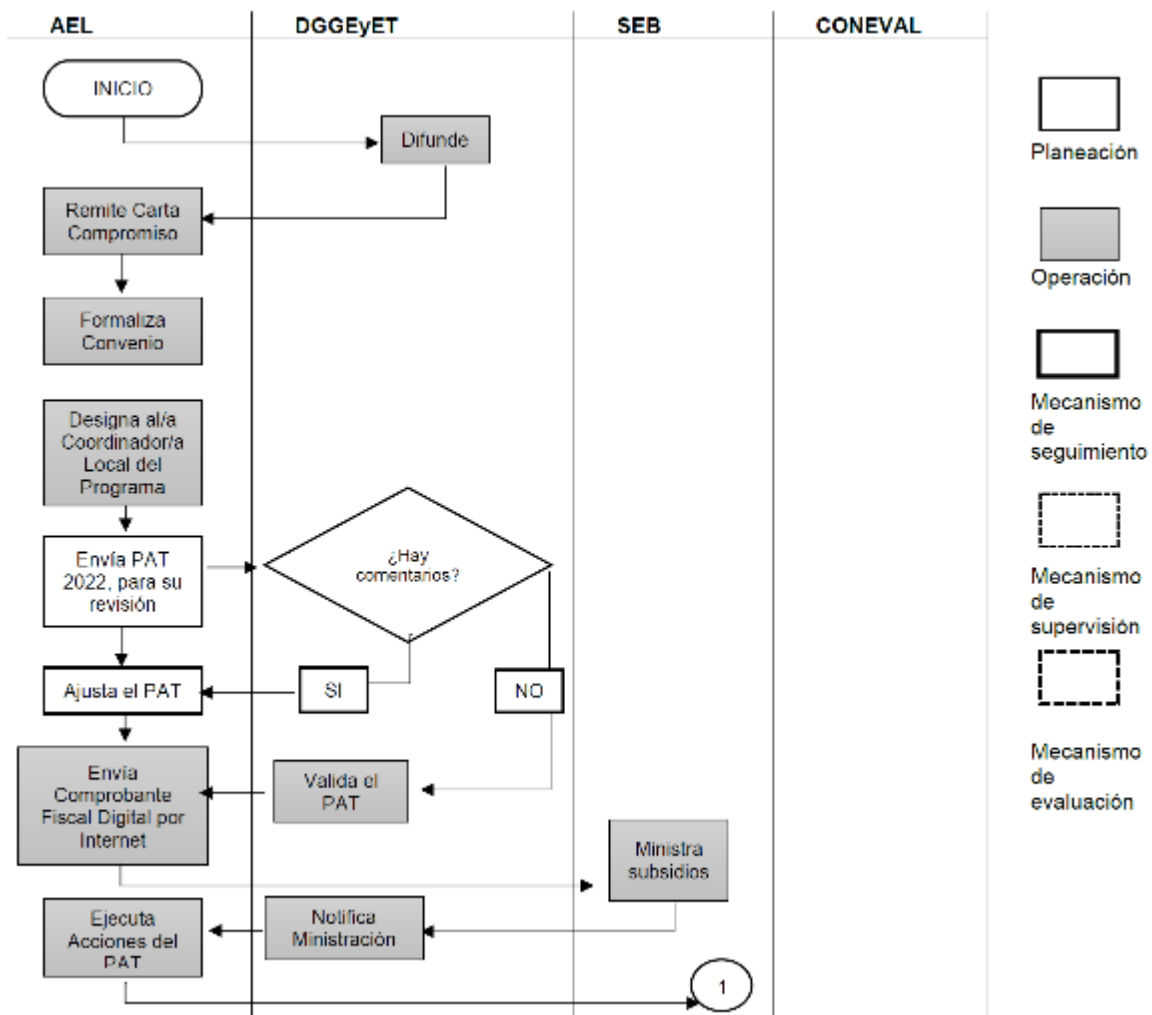 AEL
DGGEyET
SEB
CONEVAL
INICIO
Difunde
Remite Carta
Compromiso
Formaliza
Convenio
Designa al/a
Coordinador/a
Local del
Programa
Envía PAT
2022, para su
revisión
¿Hay
comentarios?
Ajusta el PAT
SI
NO
Envía
Comprobante
Fiscal Digital por
Internet
Valida el
PAT
Ministra
subsidios
Ejecuta
Acciones del
PAT
Notifica
Ministración
1
Planeación
Operación
Mecanismo
de
seguimiento
Mecanismo
de
supervisión
Mecanismo
de
evaluación